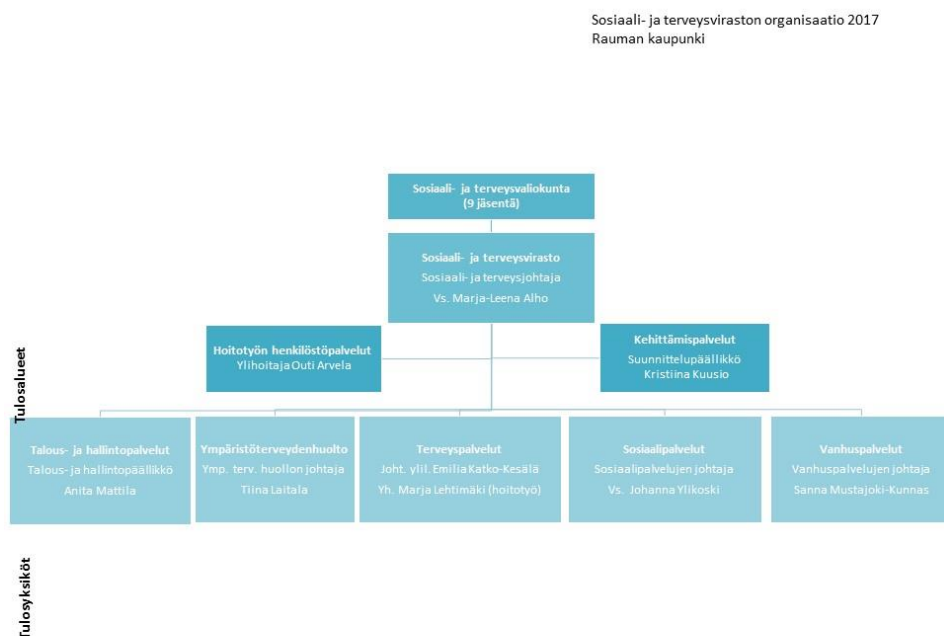 Sosiaali- ja terveysviraston organisaatio 2017
Rauman kaupunki
Sosiaali- ja terveysvaliokunta
(9 jäsentä)
Sosiaali- ja terveysvirasto
Sosiaali- ja terveysjohtaja
Vs. Marja-Leena Alho
Hoitotyön henkilöstöpalvelut
Ylihoitaja Outi Arvela
Kehittämispalvelut
Suunnittelupäällikkö
Kristiina Kuusio
Tulosalueet
Talous- ja hallintopalvelut
Talous- ja hallintopäällikkö
Anita Mattila
Ympäristöterveydenhuolto
Ymp. terv. huollon johtaja
Tiina Laitala
Terveyspalvelut
Joht. ylil. Emilia Katko-Kesälä
Yh. Marja Lehtimäki (hoitotyö)
Sosiaalipalvelut
Sosiaalipalvelujen johtaja
Vs. Johanna Ylikoski
Vanhuspalvelut
Vanhuspalvelujen johtaja
Sanna Mustajoki-Kunnas
Tulosyksiköt